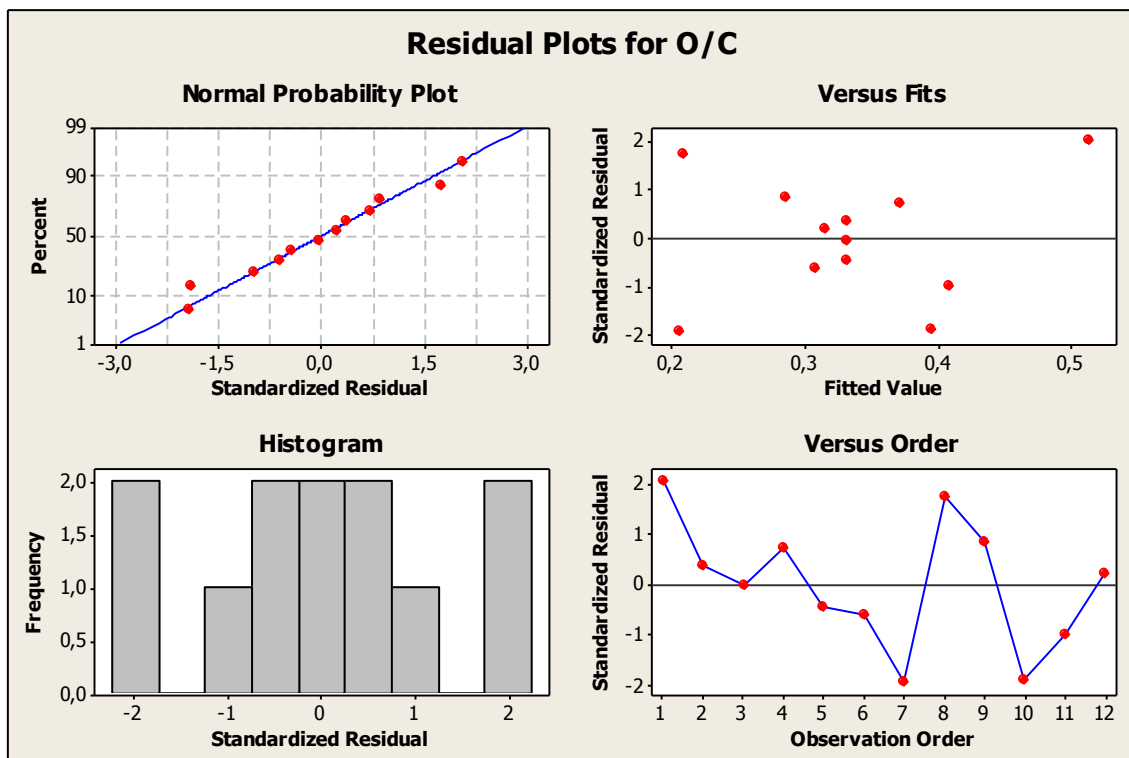 Residual Plots for O/C
Normal Probability Plot
99
90
50
10
1
Percent
-3,0 -1,5 0,0 1,5 3,0
Standardized Residual
Versus Fits
2
1
0
-1
-2
Standardized Residual
0,2 0,3 0,4 0,5
Fitted Value
Histogram
2,0
1,5
1,0
0,5
0,0
Frequency
-2 -1 0 1 2
Standardized Residual
Versus Order
2
1
0
-1
-2
Standardized Residual
1 2 3 4 5 6 7 8 9 10 11 12
Observation Order